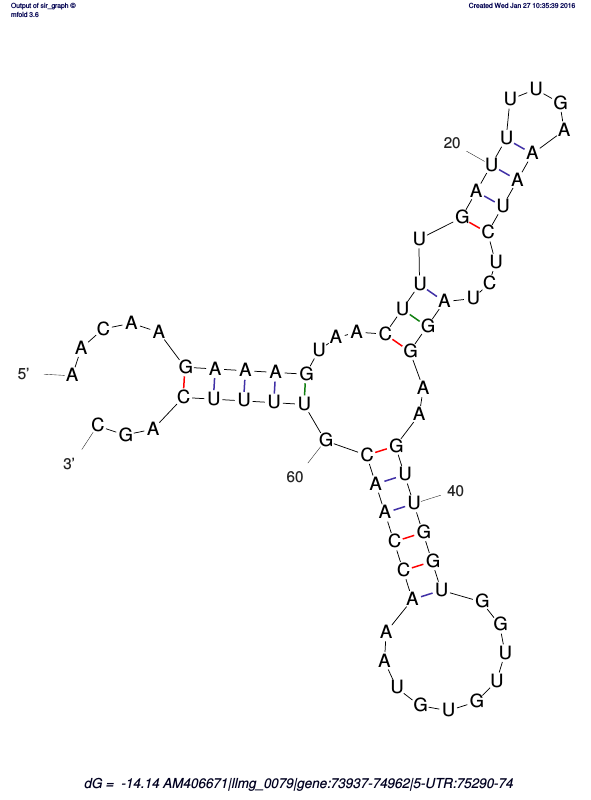 Output of sir_graph ©
mfold 3.6
Created Wed Jan 27 10:35:39 2016
5'
A A C A A G A A A G U A A C U U U G A U
20
U U U G A A A U C U C U A G G A A G U U
40
G G U G G U U G U G U A A A C C A A C G
60
U U U U C A G C
3'
dG = -14.14 AM406671|llmg_0079|gene:73937-74962|5-UTR:75290-74